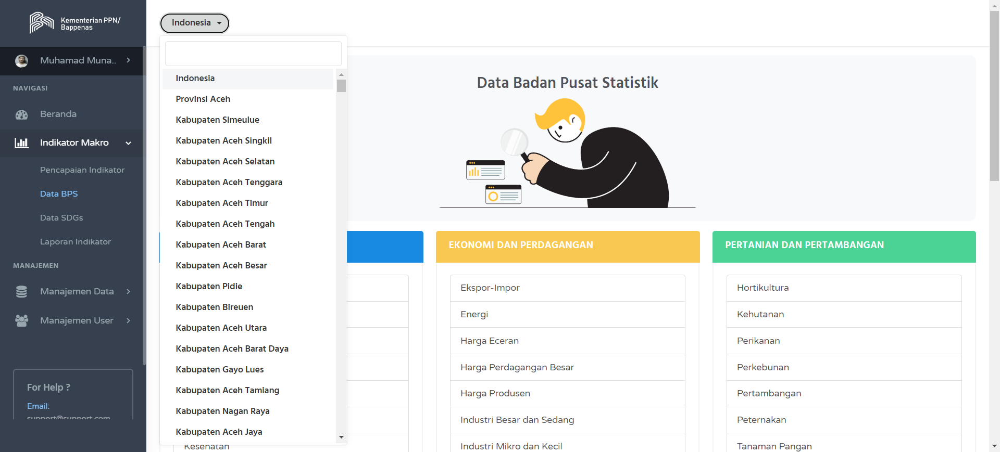 Kementerian PPN/
Bappenas
Muhamad Muna..
NAVIGASI
Beranda
Indikator Makro
Pencapaian Indikator
Data BPS
Data SDGs
Laporan Indikator
MANAJEMEN
Manajemen Data
Manajemen User
For Help ?
Email:
support@support.com
Indonesia
Indonesia
Provinsi Aceh
Kabupaten Simeulue
Kabupaten Aceh Singkil
Kabupaten Aceh Selatan
Kabupaten Aceh Tenggara
Kabupaten Aceh Timur
Kabupaten Aceh Tengah
Kabupaten Aceh Barat
Kabupaten Aceh Besar
Kabupaten Pidie
Kabupaten Bireuen
Kabupaten Aceh Utara
Kabupaten Aceh Barat Daya
Kabupaten Gayo Lues
Kabupaten Aceh Tamiang
Kabupaten Nagan Raya
Kabupaten Aceh Jaya
Kesehatan
Data Badan Pusat Statistik
EKONOMI DAN PERDAGANGAN
Ekspor-Impor
Energi
Harga Eceran
Harga Perdagangan Besar
Harga Produsen
Industri Besar dan Sedang
Industri Mikro dan Kecil
PERTANIAN DAN PERTAMBANGAN
Hortikultura
Kehutanan
Perikanan
Perkebunan
Pertambangan
Peternakan
Tanaman Pangan